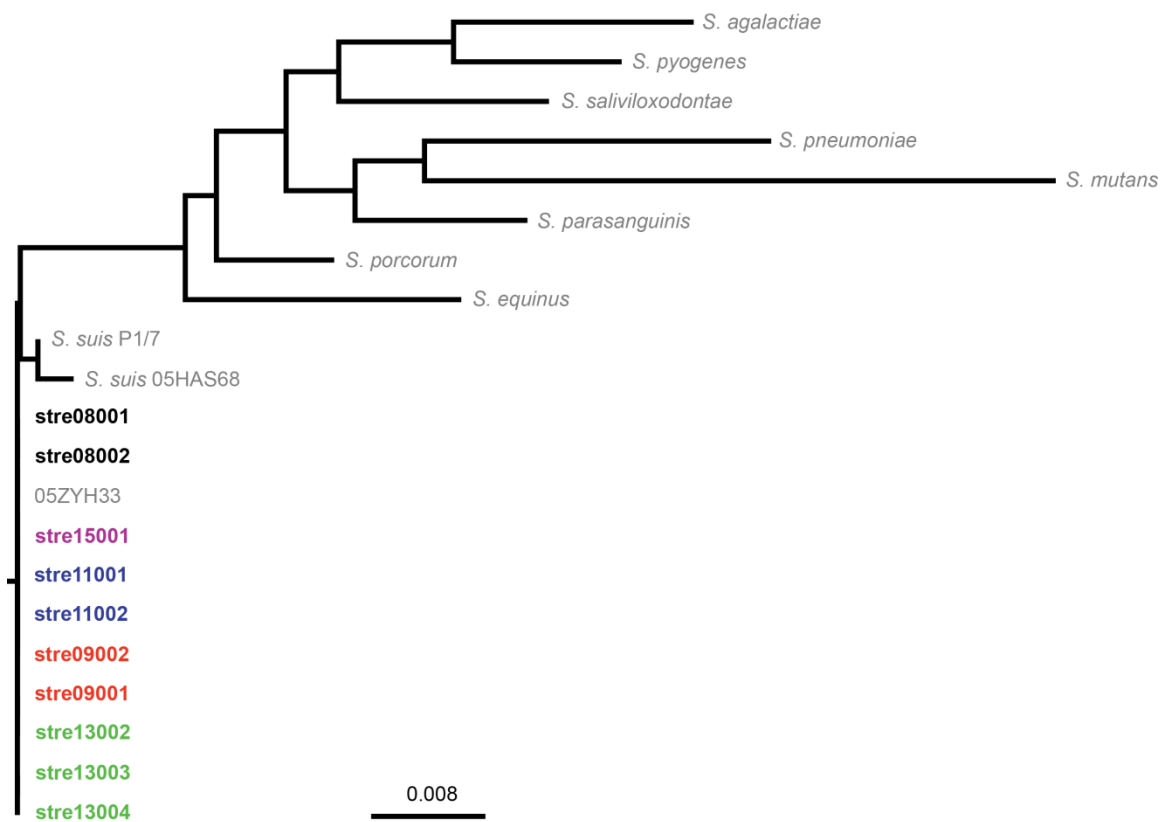 S. agalactiae
S. pyogenes
S. saliviloxodontae
S. pneumoniae
S. mutans
S. parasanguinis
S. porcorum
S. equinus
S. suis P1/7
S. suis 05HAS68
stre08001
stre08002
05ZYH33
stre15001
stre11001
stre11002
stre09002
stre09001
stre13002
stre13003
stre13004
0.008